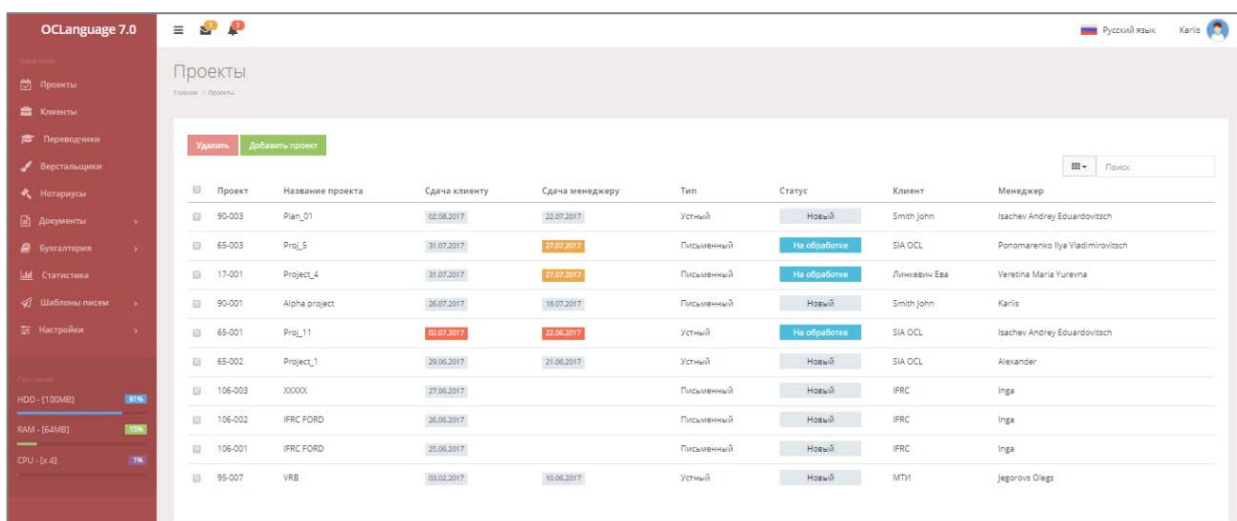 OCLanguage 7.0
1
1
Русский язык
Karlis
Проекты
Клиенты
Переводчики
Верстальщики
Нотариусы
Документы
Бухгалтерия
Статистика
Шаблоны писем
Настройки
HDD - [100MB] 81%
RAM - [64MB] 15%
CPU - [x 4] 1%
Проекты
Главная / Проекты
Удалить Добавить проект
Поиск
Проект Название проекта Сдача клиенту Сдача менеджеру Тип Статус Клиент Менеджер
90-003 Plan_01 02.08.2017 22.07.2017 Устный Новый Smith John Isachev Andrey Eduardovitsch
65-003 Proj_5 31.07.2017 27.07.2017 Письменный На обработке SIA OCL Ponomarenko Ilya Vladimirovitsch
17-001 Project_4 31.07.2017 27.07.2017 Письменный На обработке Линкевич Ева Veretina Maria Yurevna
90-001 Alpha project 26.07.2017 18.07.2017 Письменный Новый Smith John Karlis
65-001 Proj_11 02.07.2017 22.06.2017 Устный На обработке SIA OCL Isachev Andrey Eduardovitsch
65-002 Project_1 29.06.2017 21.06.2017 Устный Новый SIA OCL Alexander
106-003 XXXXX 27.06.2017 Письменный Новый IFRC Inga
106-002 IFRC FORD 26.06.2017 Письменный Новый IFRC Inga
106-001 IFRC FORD 25.06.2017 Письменный Новый IFRC Inga
95-007 VRB 03.02.2017 10.06.2017 Устный Новый МТИ Jegorovs Olegs